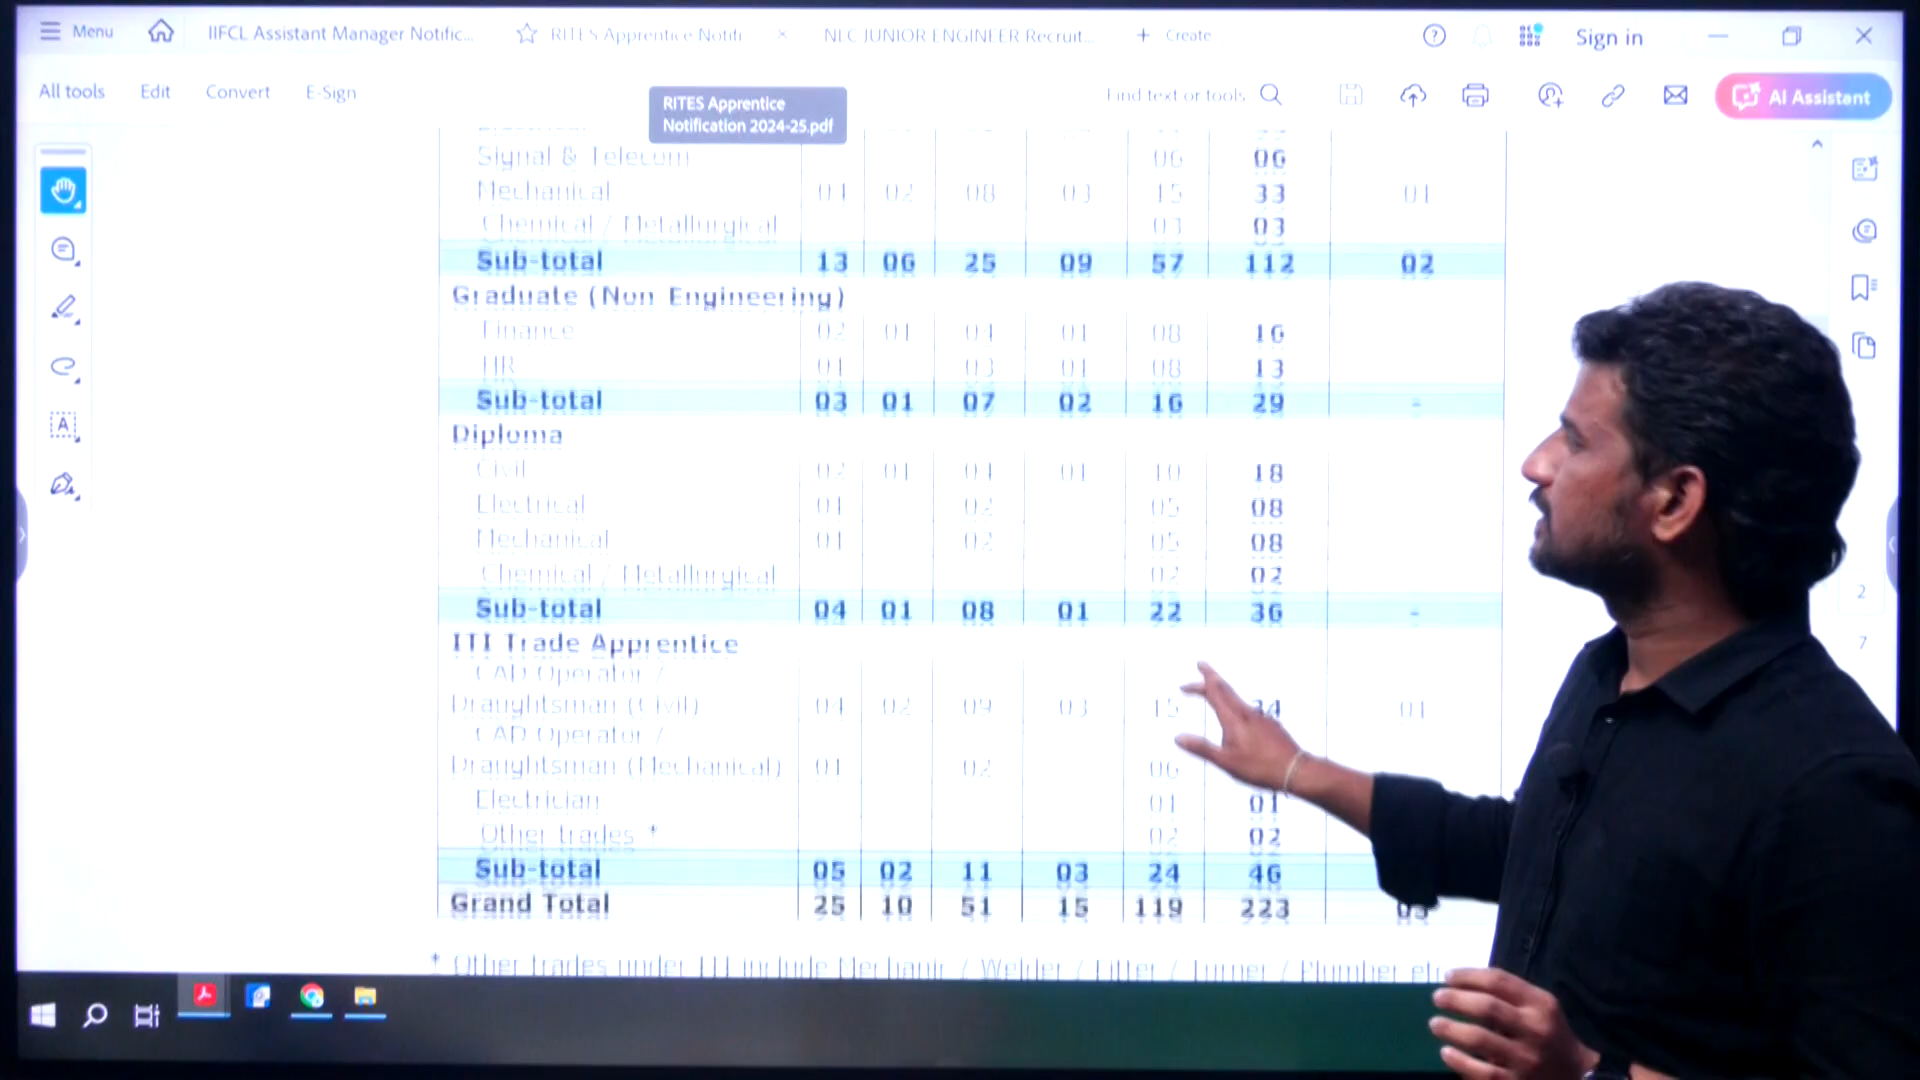 Menu IIFCL Assistant Manager Notific... RITES Apprentice Notifi × NLC JUNIOR ENGINEER Recruit... + Create Sign in
All tools Edit Convert E-Sign Find text or tools AI Assistant
RITES Apprentice
Notification 2024-25.pdf
Signal & Telecom 06 06
Mechanical 04 02 08 03 15 33 01
Chemical / Metallurgical 03 03
Sub-total 13 06 25 09 57 112 02
Graduate (Non Engineering)
Finance 02 01 04 01 08 16
HR 01 03 01 08 13
Sub-total 03 01 07 02 16 29 -
Diploma
Civil 02 01 04 01 10 18
Electrical 01 02 05 08
Mechanical 01 02 05 08
Chemical / Metallurgical 02 02
Sub-total 04 01 08 01 22 36 -
ITI Trade Apprentice
CAD Operator /
Draughtsman (Civil) 04 02 09 03 15 34 01
CAD Operator /
Draughtsman (Mechanical) 01 02 06
Electrician 01 01
Other trades * 02 02
Sub-total 05 02 11 03 24 46
Grand Total 25 10 51 15 119 223 03
* Other trades under ITI include Mechanic / Welder / Fitter / Turner / Plumber etc
2
7